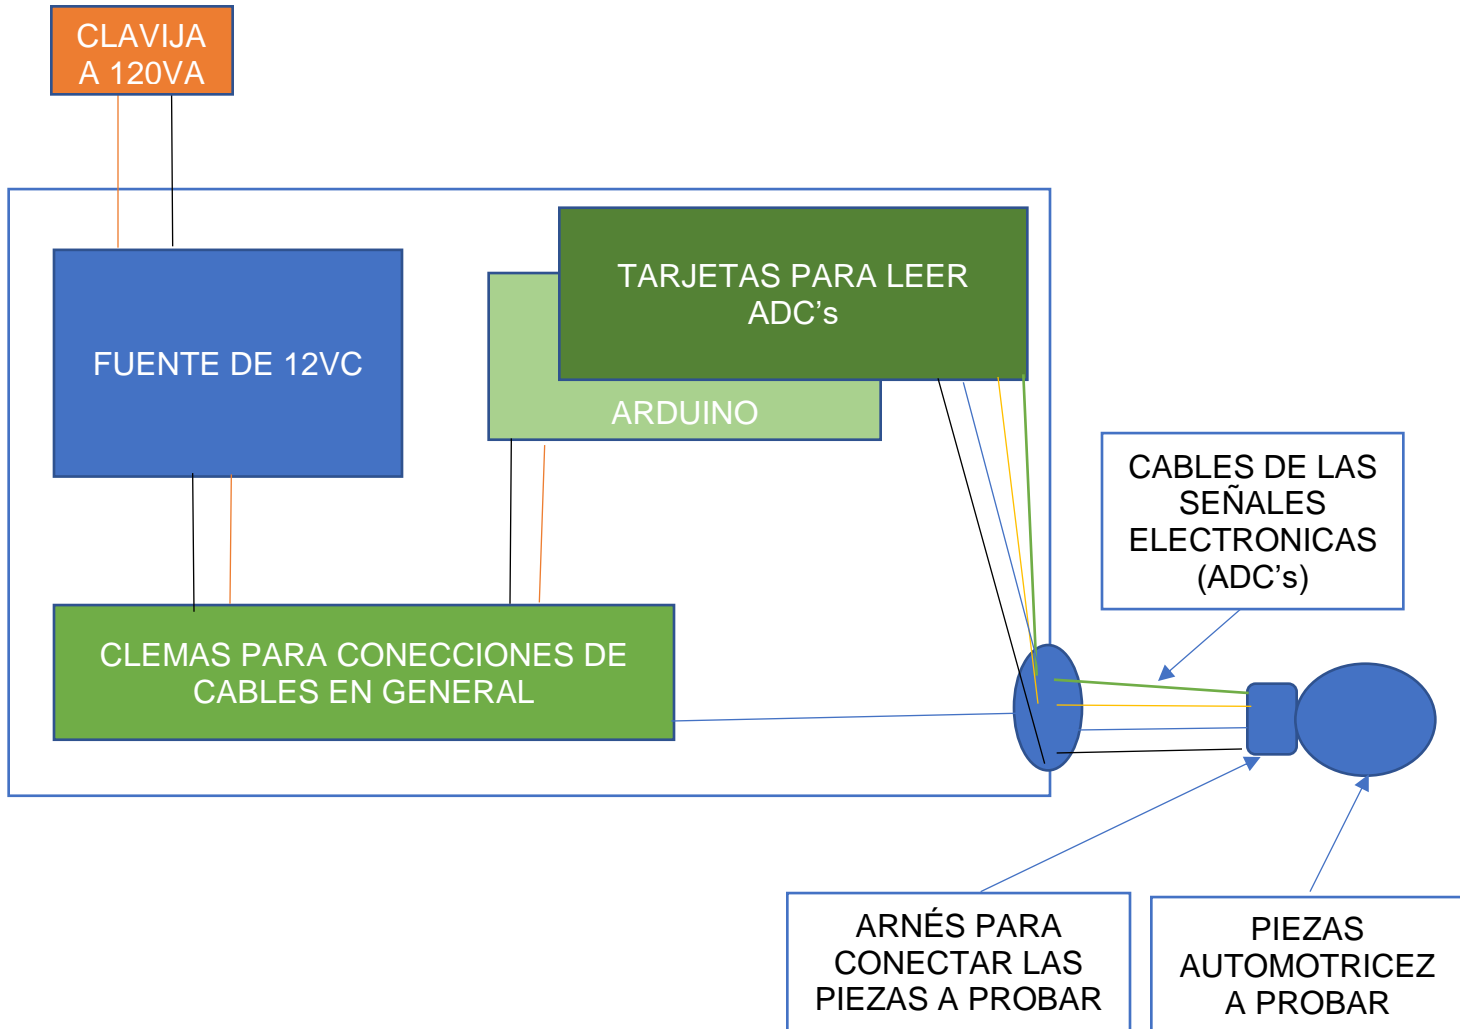 CLAVIJA
A 120VA
TARJETAS PARA LEER
ADC’s
FUENTE DE 12VC
ARDUINO
CABLES DE LAS
SEÑALES
ELECTRONICAS
(ADC’s)
CLEMAS PARA CONECCIONES DE
CABLES EN GENERAL
ARNÉS PARA
CONECTAR LAS
PIEZAS A PROBAR
PIEZAS
AUTOMOTRICEZ
A PROBAR